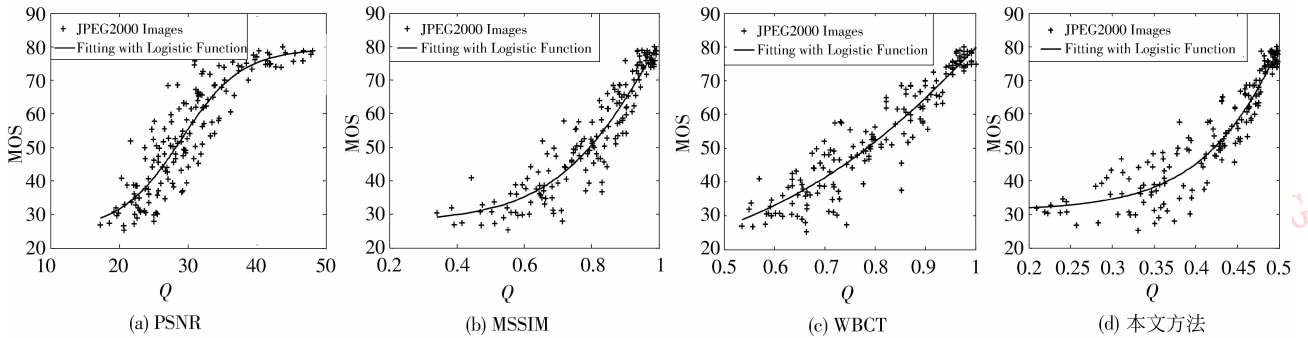 90
80
70
60
50
40
30
20
MOS
JPEG2000 Images
Fitting with Logistic Function
10
20
30
40
50
Q
(a) PSNR
90
80
70
60
50
40
30
20
MOS
JPEG2000 Images
Fitting with Logistic Function
0.2
0.4
0.6
0.8
1
Q
(b) MSSIM
90
80
70
60
50
40
30
20
MOS
JPEG2000 Images
Fitting with Logistic Function
0.5
0.6
0.7
0.8
0.9
1
Q
(c) WBCT
90
80
70
60
50
40
30
20
MOS
JPEG2000 Images
Fitting with Logistic Function
0.2
0.25
0.3
0.35
0.4
0.45
0.5
Q
(d) 本文方法